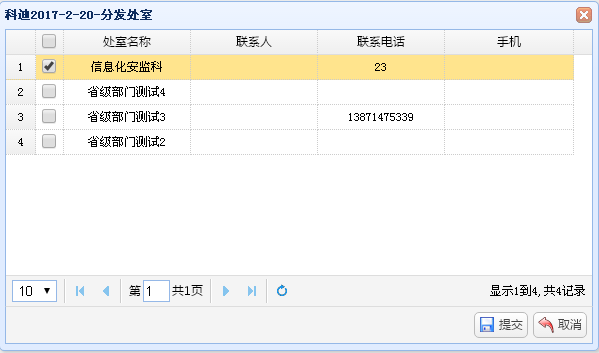 科迪2017-2-20-分发处室
处室名称 联系人 联系电话 手机
1 信息化安监科 23
2 省级部门测试4
3 省级部门测试3 13871475339
4 省级部门测试2
10 第 1 共1页 显示1到4,共4记录
提交 取消